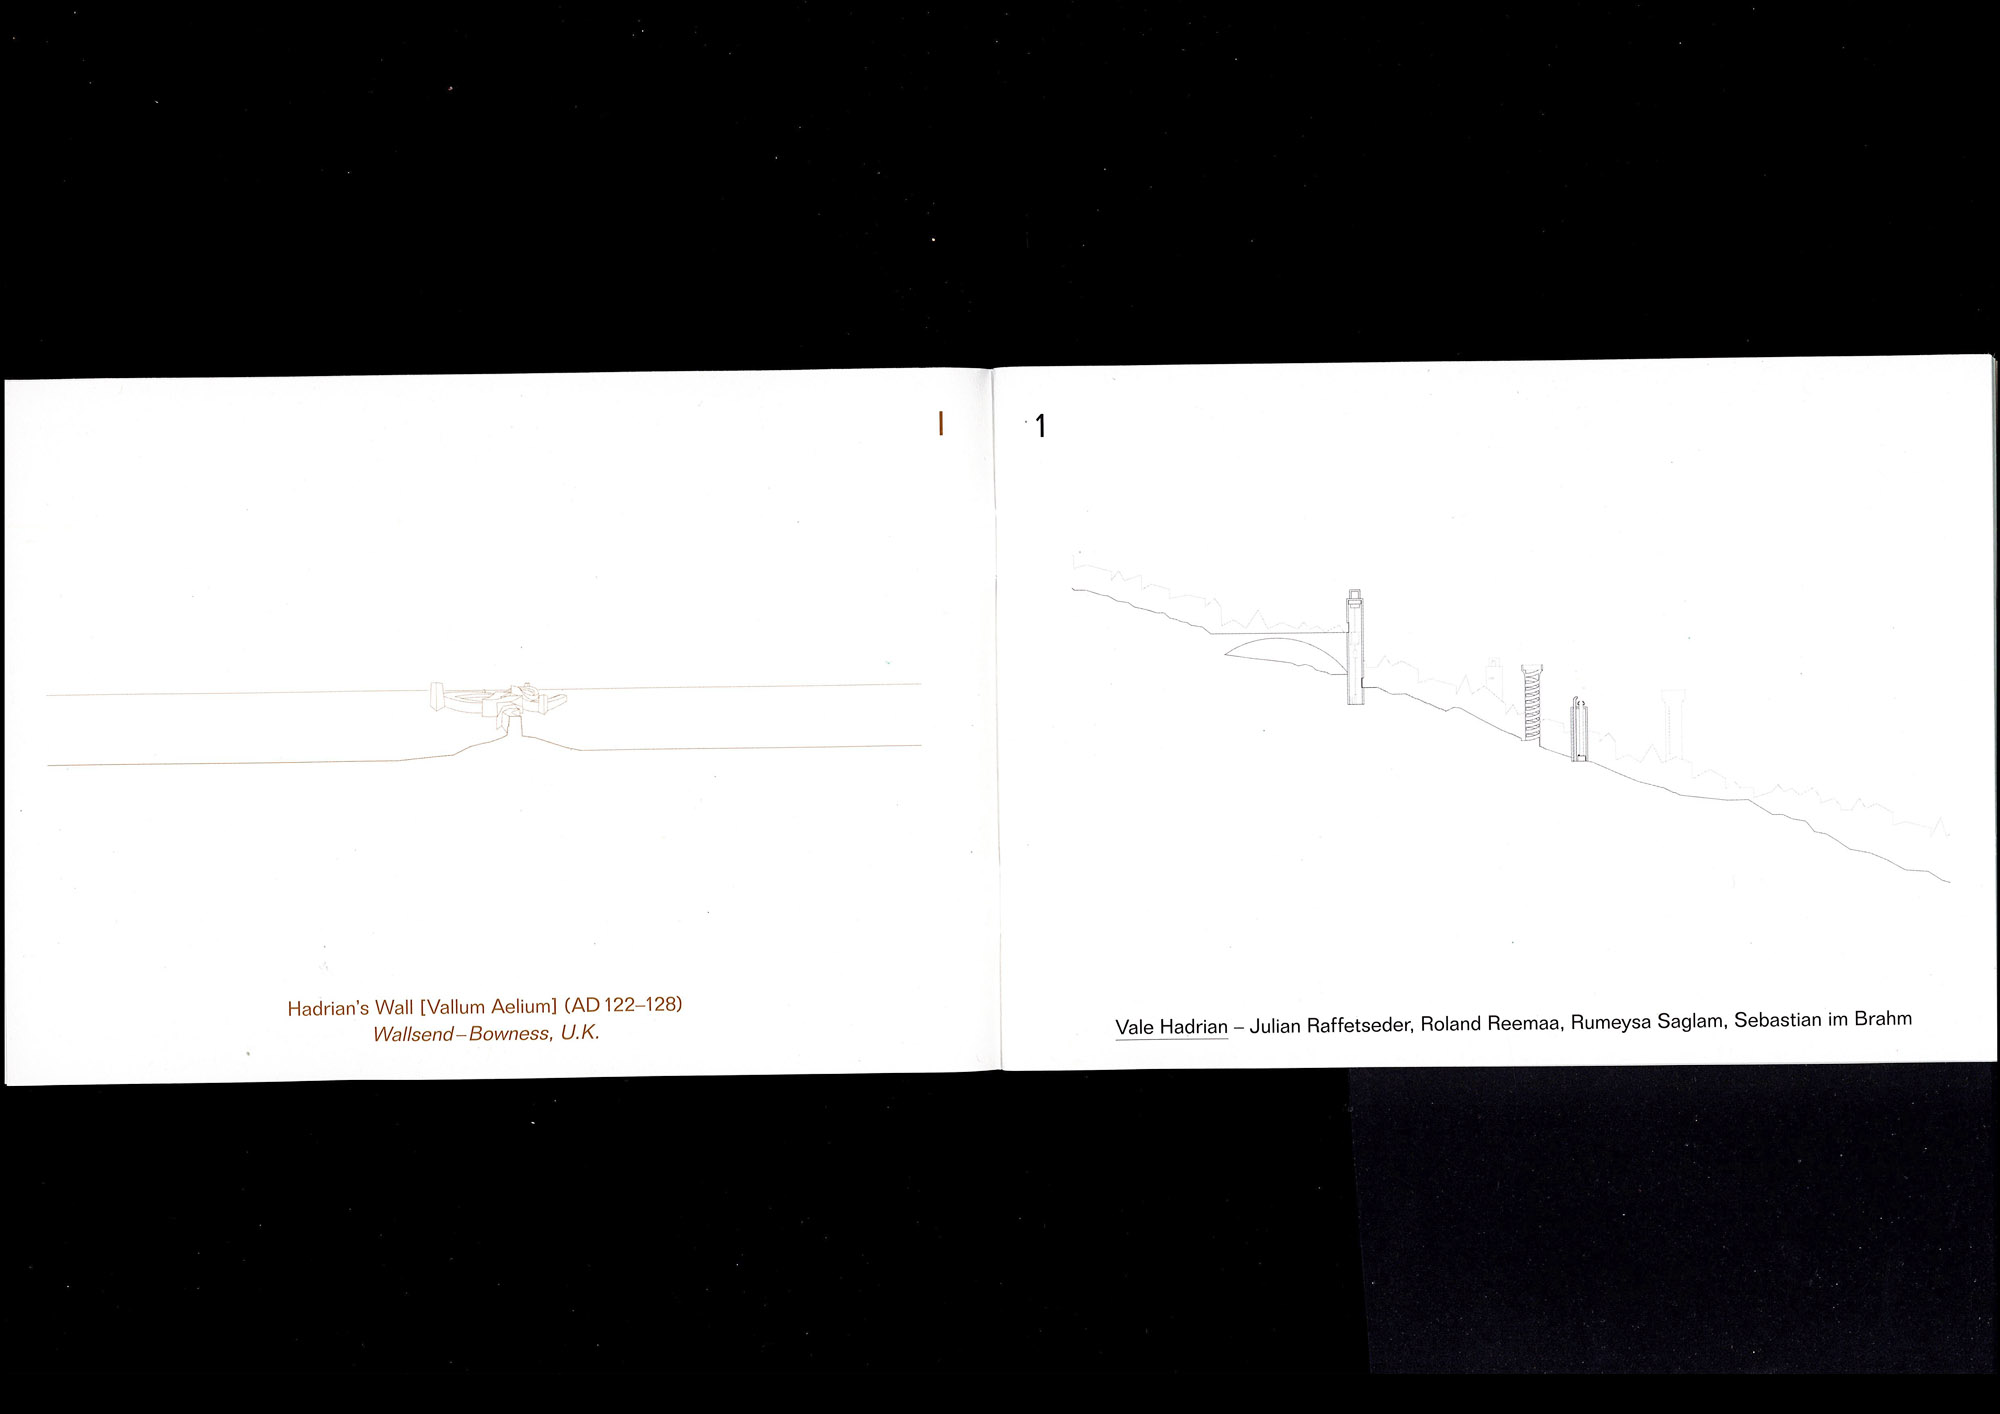 I
Hadrian's Wall [Vallum Aelium] (AD 122–128)
Wallsend–Bowness, U.K.
1
Vale Hadrian – Julian Raffetseder, Roland Reemaa, Rumeysa Saglam, Sebastian im Brahm